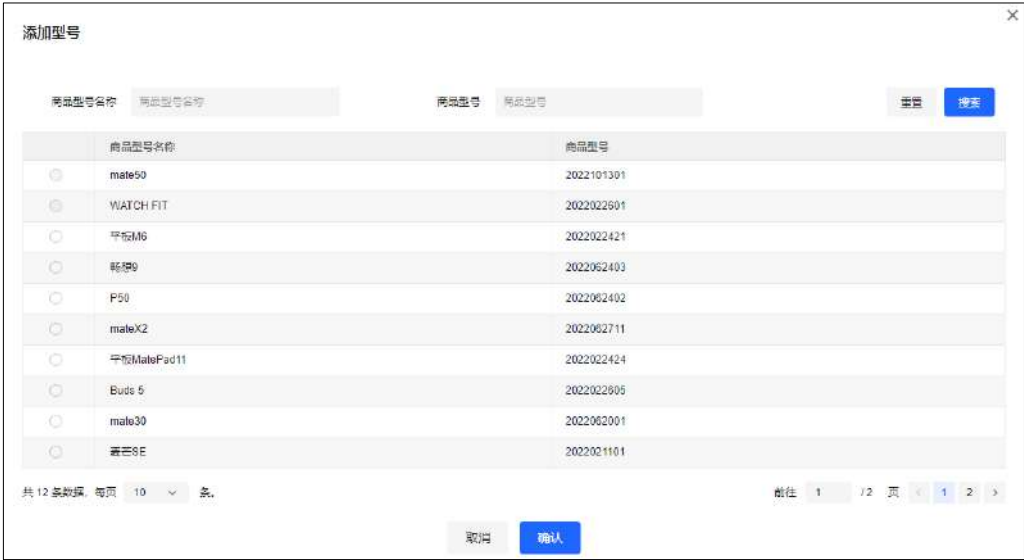 添加型号
商品型号名称 商品型号名称 商品型号 商品型号 重置 搜索
商品型号名称 商品型号
mate50 2022101301
WATCH FIT 2022022601
平板M6 2022022421
畅想9 2022062403
P50 2022062402
mateX2 2022062711
平板MatePad11 2022022424
Buds 5 2022022605
mate30 2022062001
麦芒SE 2022021101
共 12 条数据, 每页 10 条。 前往 1 /2 页 1 2
取消 确认